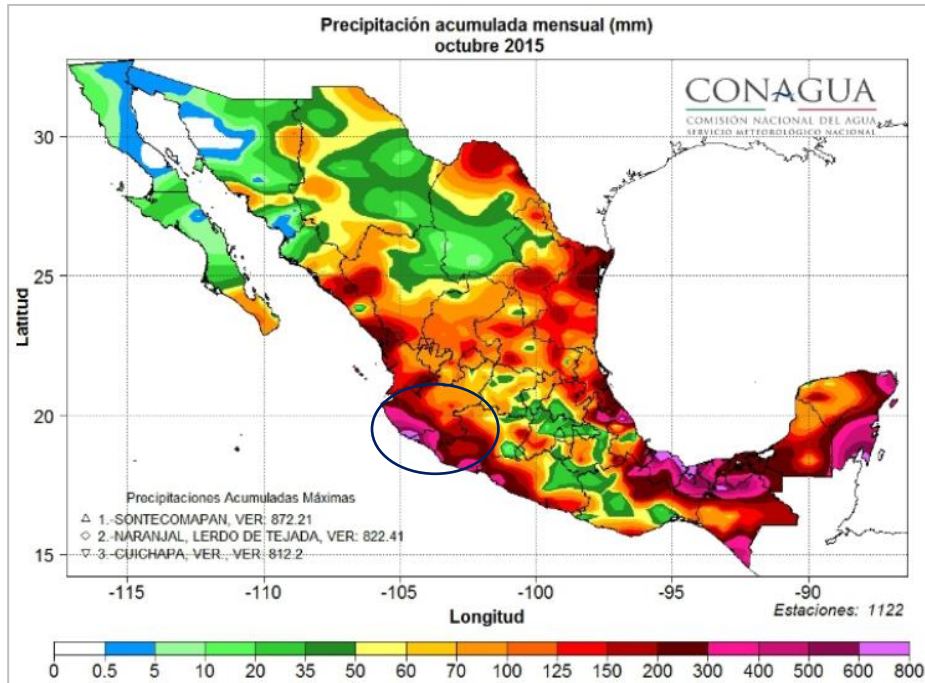 Precipitación acumulada mensual (mm)
octubre 2015
CONAGUA
COMISIÓN NACIONAL DEL AGUA
SERVICIO METEOROLÓGICO NACIONAL
30
25
20
15
Latitud
Precipitaciones Acumuladas Máximas
1.-SONTECOMAPAN, VER: 872.21
2.-NARANJAL, LERDO DE TEJADA, VER: 822.41
3.-CUICHAPA, VER., VER: 812.2
-115 -110 -105 -100 -95 -90
Longitud
Estaciones: 1122
0 0.5 5 10 20 35 50 60 70 100 125 150 200 300 400 600 800